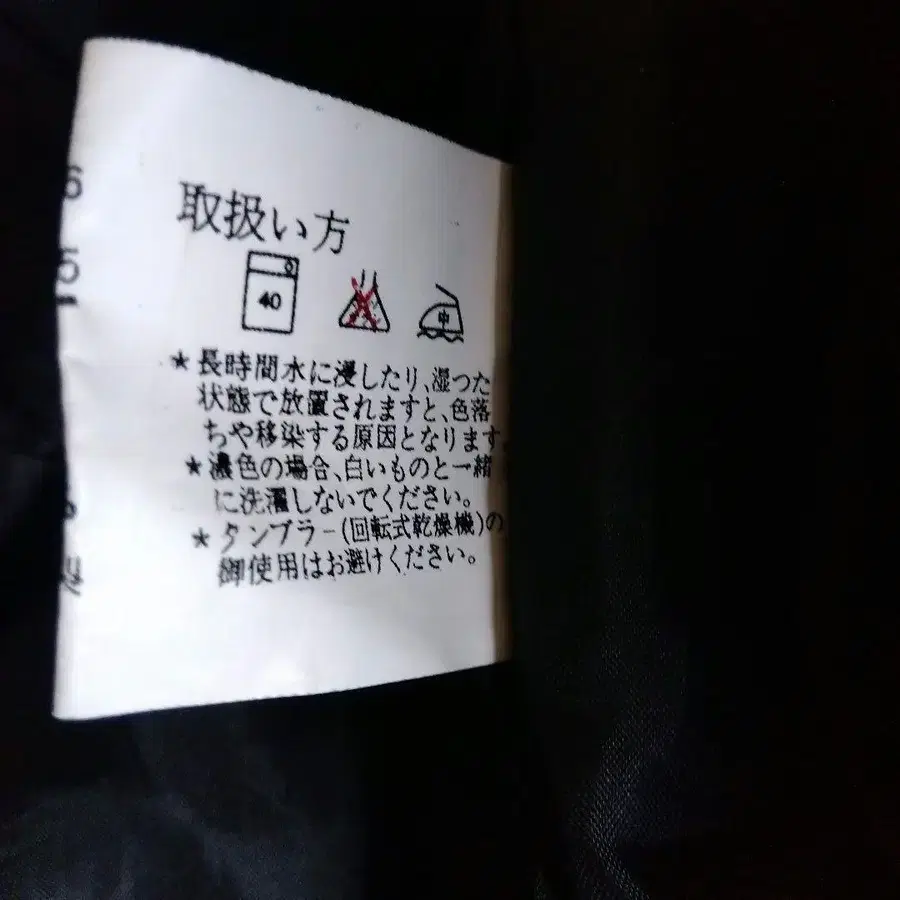 取扱い方
40
中
★長時間水に浸したり、湿った
状態で放置されますと、色落
ちや移染する原因となります。
★濃色の場合、白いものと一緒
に洗濯しないでください。
★タンブラー(回転式乾燥機)の
御使用はお避けください。